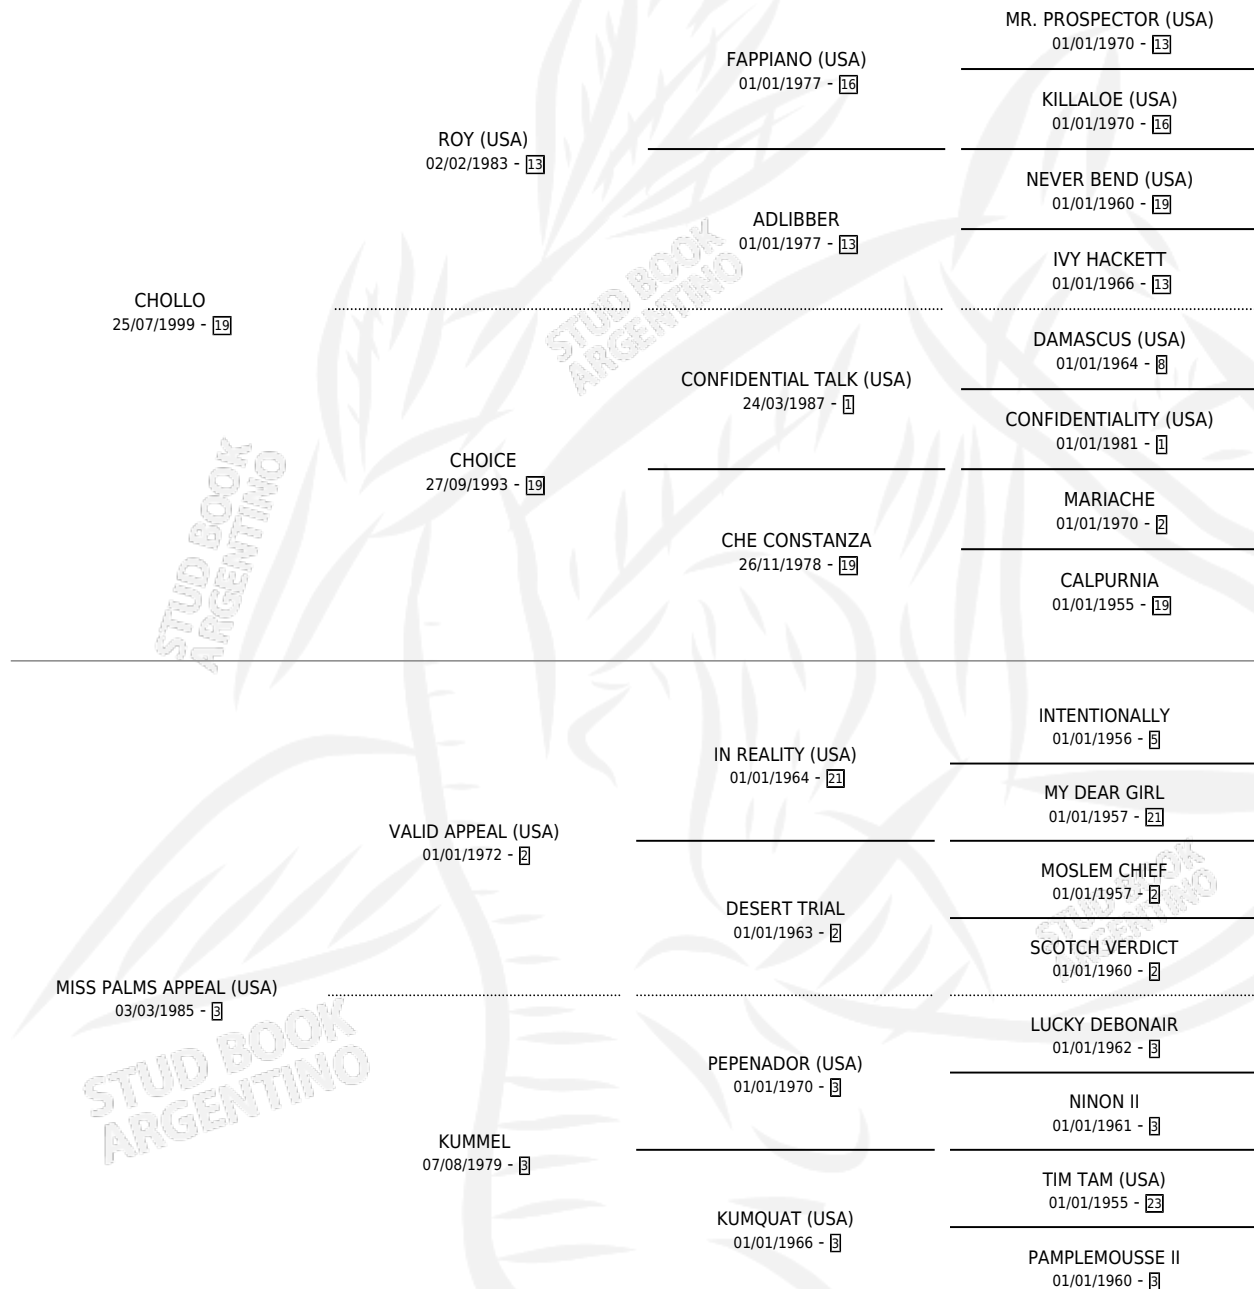 MR. PROSPECTOR (USA)
01/01/1970 - 13
FAPPIANO (USA)
01/01/1977 - 16
KILLALOE (USA)
01/01/1970 - 16
ROY (USA)
02/02/1983 - 13
NEVER BEND (USA)
01/01/1960 - 19
ADLIBBER
01/01/1977 - 13
IVY HACKETT
01/01/1966 - 13
CHOLLO
25/07/1999 - 19
STUD BOOK
ARGENTINO
DAMASCUS (USA)
01/01/1964 - 8
CONFIDENTIAL TALK (USA)
24/03/1987 - 1
CONFIDENTIALITY (USA)
01/01/1981 - 1
CHOICE
27/09/1993 - 19
MARIACHE
01/01/1970 - 2
CHE CONSTANZA
26/11/1978 - 19
CALPURNIA
01/01/1955 - 19
STUD BOOK
ARGENTINO
INTENTIONALLY
01/01/1956 - 5
IN REALITY (USA)
01/01/1964 - 21
MY DEAR GIRL
01/01/1957 - 21
VALID APPEAL (USA)
01/01/1972 - 2
MOSLEM CHIEF
01/01/1957 - 2
DESERT TRIAL
01/01/1963 - 2
SCOTCH VERDICT
01/01/1960 - 2
STUD BOOK
ARGENTINO
MISS PALMS APPEAL (USA)
03/03/1985 - 3
LUCKY DEBONAIR
01/01/1962 - 3
PEPENADOR (USA)
01/01/1970 - 3
NINON II
01/01/1961 - 3
STUD BOOK
ARGENTINO
KUMMEL
07/08/1979 - 3
TIM TAM (USA)
01/01/1955 - 23
KUMQUAT (USA)
01/01/1966 - 3
PAMPLEMOUSSE II
01/01/1960 - 3